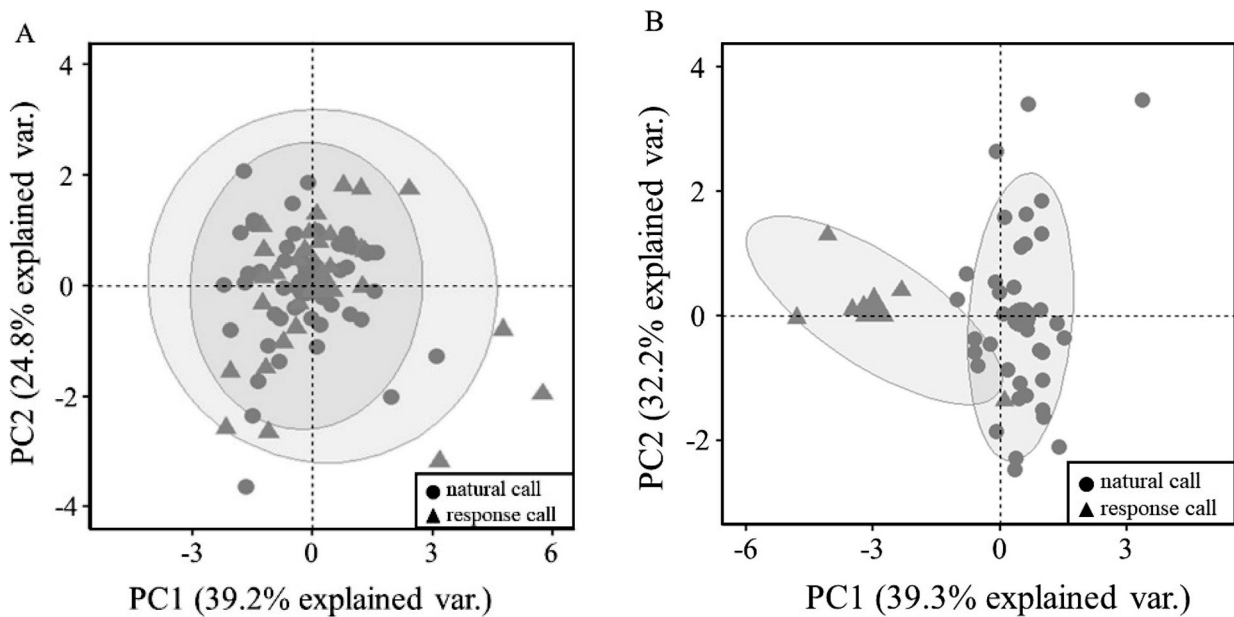 A
4
2
0
-2
-4
PC2 (24.8% explained var.)
-3
0
3
6
PC1 (39.2% explained var.)
natural call
response call
B
4
2
0
-2
PC2 (32.2% explained var.)
-6
-3
0
3
PC1 (39.3% explained var.)
natural call
response call